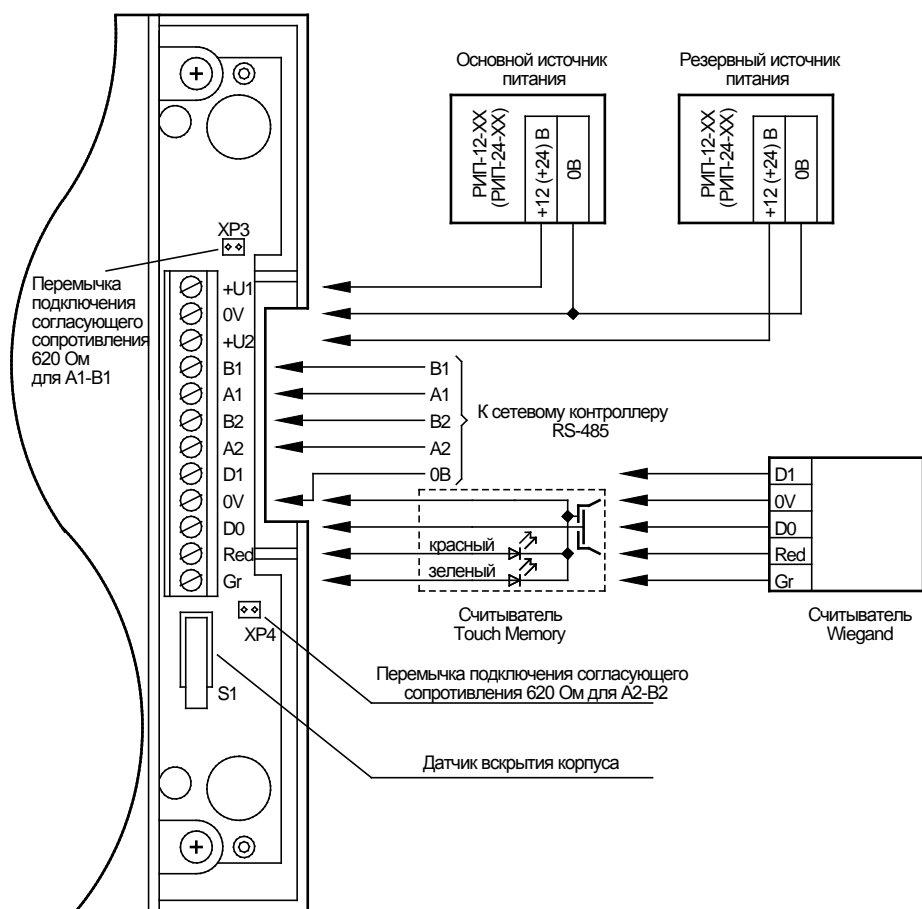 Основной источник
питания
Резервный источник
питания
РИП-12-XX
(РИП-24-XX)
+12 (+24) В
0В
РИП-12-XX
(РИП-24-XX)
+12 (+24) В
0В
XP3
Перемычка
подключения
согласующего
сопротивления
620 Ом
для A1-B1
+U1
0V
+U2
B1
A1
B2
A2
D1
0V
D0
Red
Gr
B1
A1
B2
A2
0В
К сетевому контроллеру
RS-485
красный
зеленый
Считыватель
Touch Memory
D1
0V
D0
Red
Gr
Считыватель
Wiegand
XP4
S1
Перемычка подключения согласующего
сопротивления 620 Ом для A2-B2
Датчик вскрытия корпуса